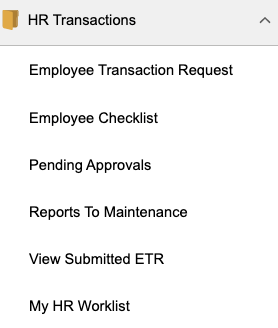 HR Transactions
Employee Transaction Request
Employee Checklist
Pending Approvals
Reports To Maintenance
View Submitted ETR
My HR Worklist